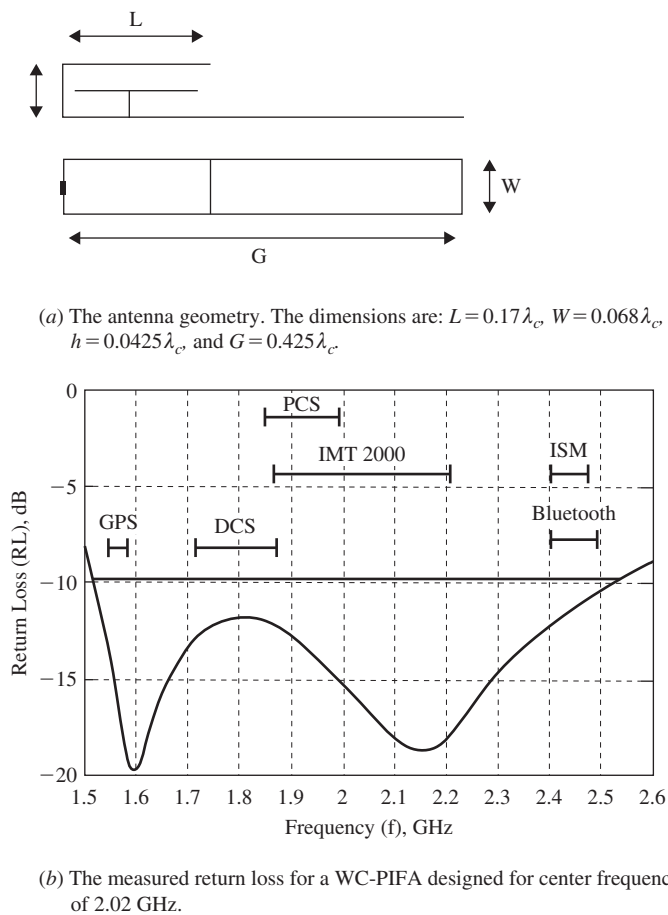 L
W
G
(a) The antenna geometry. The dimensions are: L = 0.17λc, W = 0.068λc,
h = 0.0425λc, and G = 0.425λc.
0
PCS
IMT 2000
ISM
−5
GPS
DCS
Bluetooth
−10
−15
−20
Return Loss (RL), dB
1.5 1.6 1.7 1.8 1.9 2 2.1 2.2 2.3 2.4 2.5 2.6
Frequency (f), GHz
(b) The measured return loss for a WC-PIFA designed for center frequenc
of 2.02 GHz.